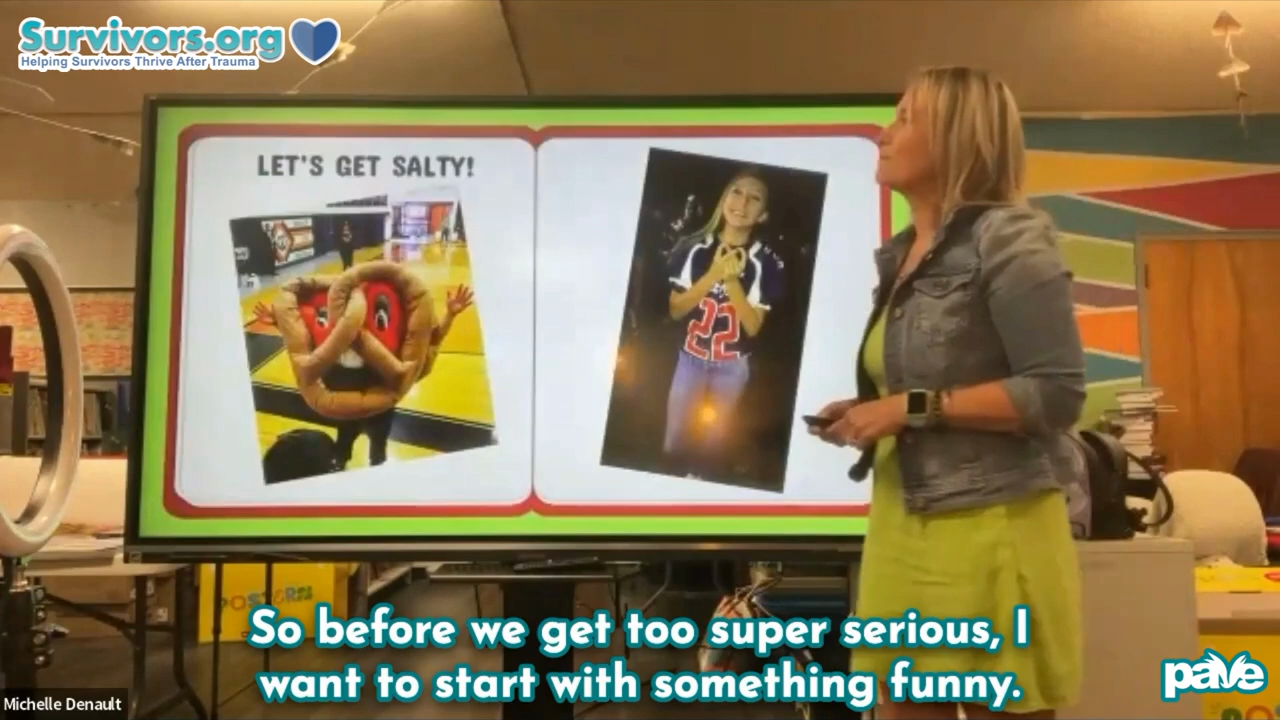 Survivors.org
Helping Survivors Thrive After Trauma
LET'S GET SALTY!
22
So before we get too super serious, I
want to start with something funny.
Michelle Denault
pave